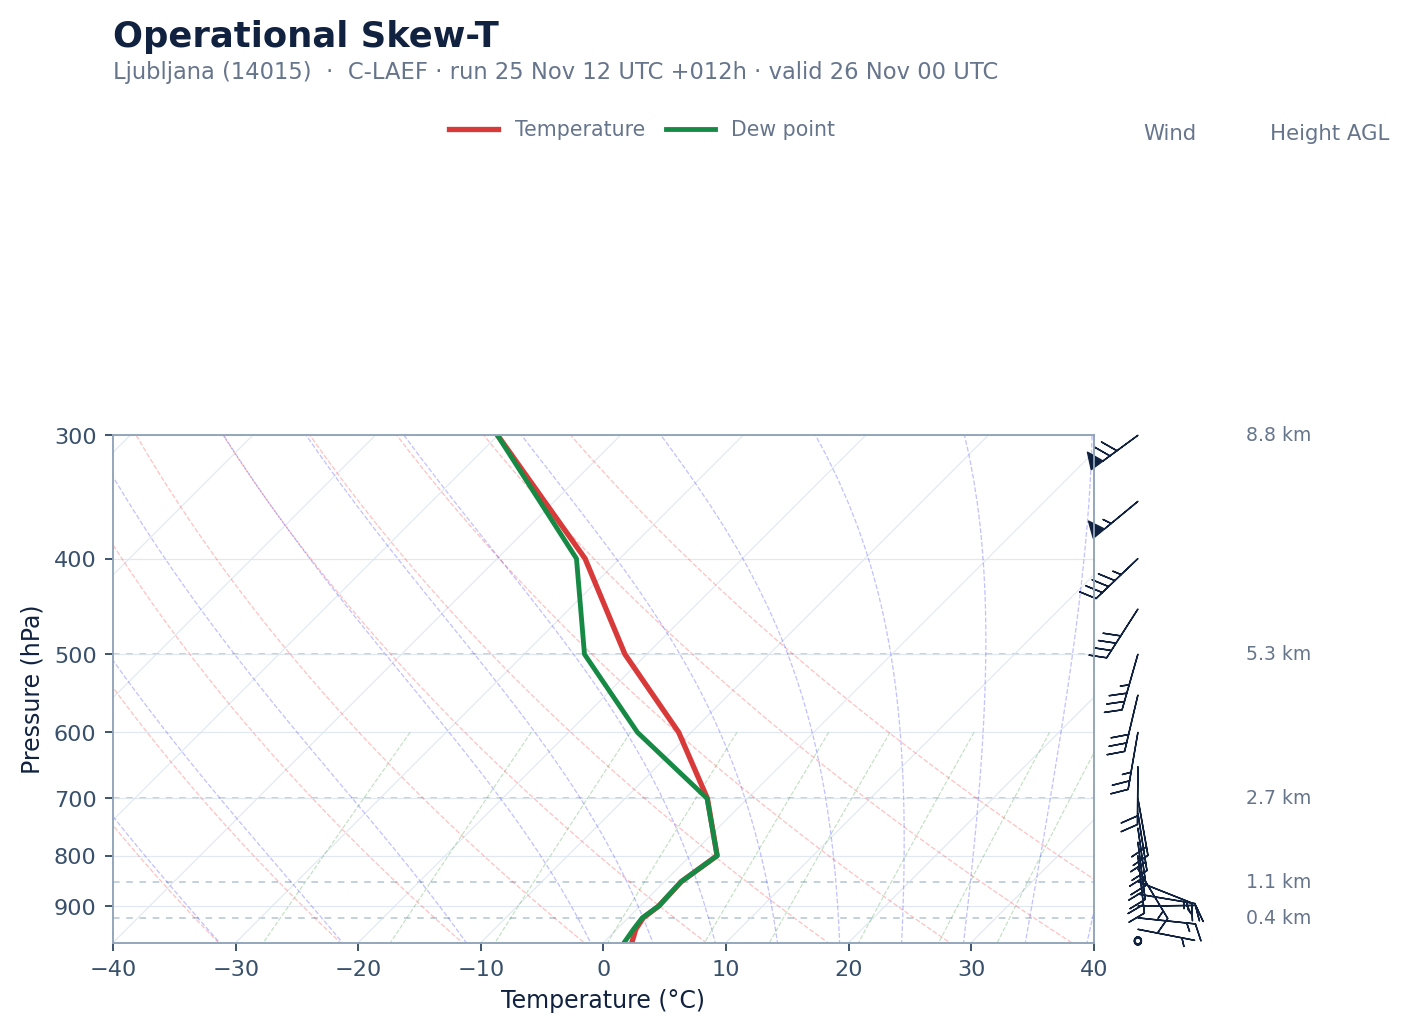 Operational Skew-T
Ljubljana (14015) · C-LAEF · run 25 Nov 12 UTC +012h · valid 26 Nov 00 UTC
Temperature Dew point
Wind Height AGL
300
400
500
600
700
800
900
Pressure (hPa)
8.8 km
5.3 km
2.7 km
1.1 km
0.4 km
−40 −30 −20 −10 0 10 20 30 40
Temperature (°C)